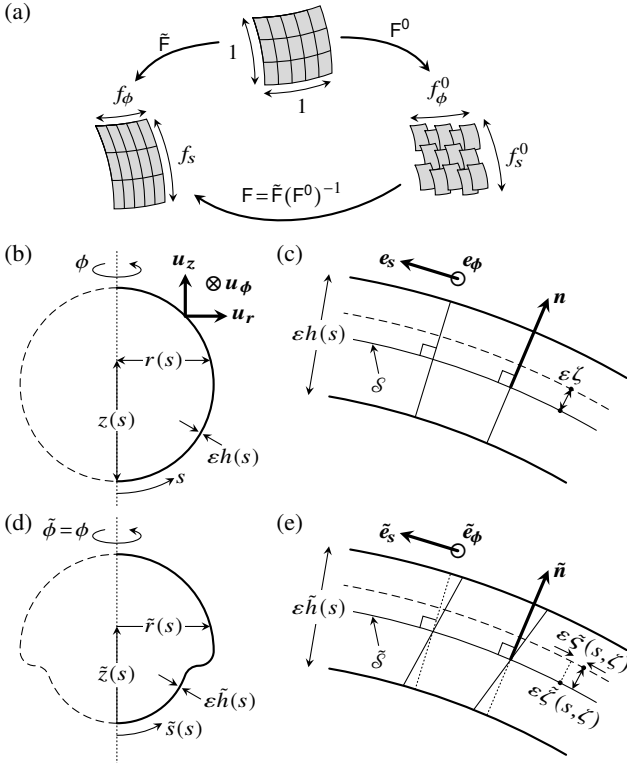 (a)
F̃
F⁰
1
1
f_ϕ
f_s
f_ϕ⁰
f_s⁰
F = F̃(F⁰)⁻¹
(b)
ϕ
u_z
u_ϕ
u_r
r(s)
z(s)
εh(s)
s
(c)
e_s
e_ϕ
n
εh(s)
𝒮
εζ
(d)
ϕ̃ = ϕ
r̃(s)
z̃(s)
εh̃(s)
s̃(s)
(e)
ẽ_s
ẽ_ϕ
ñ
εh̃(s)
𝒮̃
ες̃(s, ζ)
εζ̃(s, ζ)